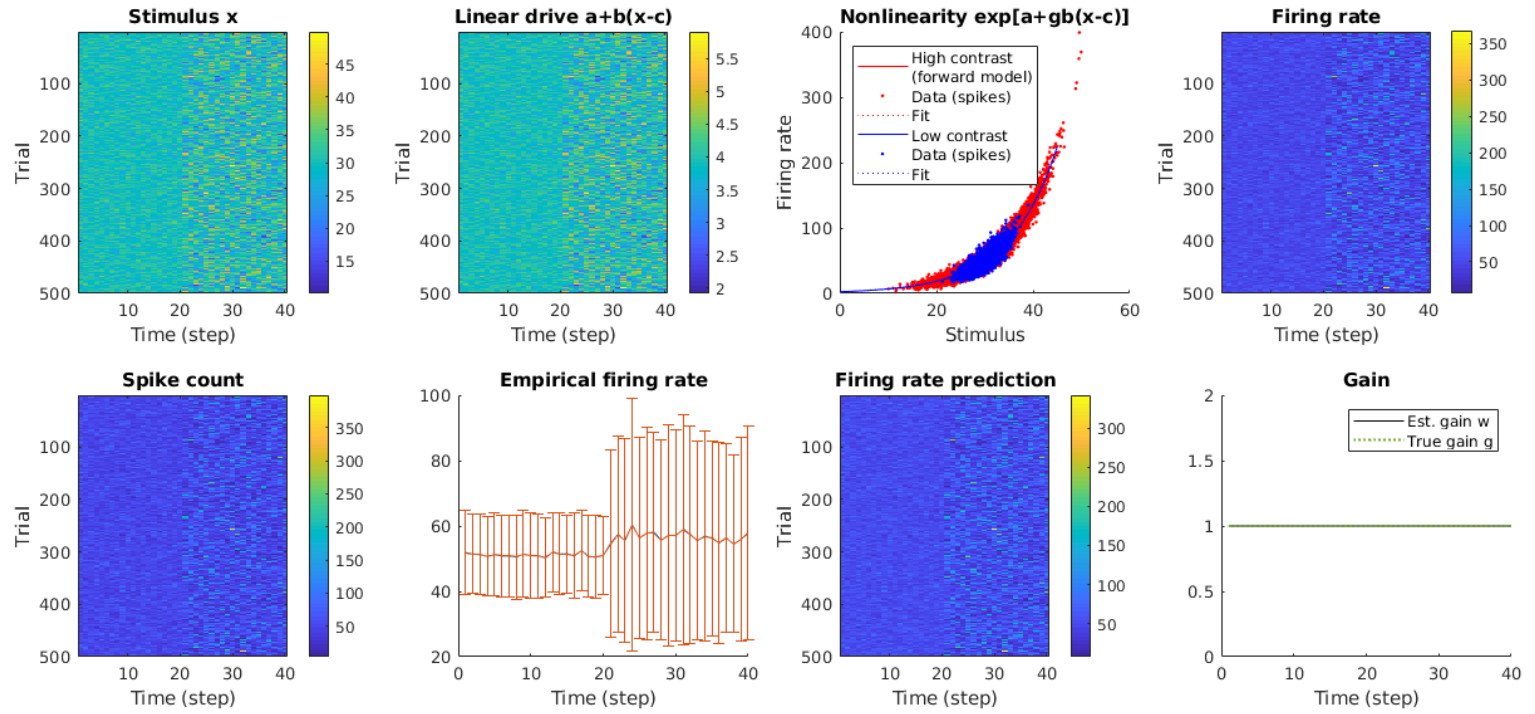 Stimulus x
Trial
100
200
300
400
500
10 20 30 40
Time (step)
45
40
35
30
25
20
15
10
Linear drive a+b(x-c)
Trial
100
200
300
400
500
10 20 30 40
Time (step)
5.5
5
4.5
4
3.5
3
2.5
2
Nonlinearity exp[a+gb(x-c)]
Firing rate
400
300
200
100
0
High contrast
(forward model)
Data (spikes)
Fit
Low contrast
Data (spikes)
Fit
0 20 40 60
Stimulus
Firing rate
Trial
100
200
300
400
500
10 20 30 40
Time (step)
350
300
250
200
150
100
50
Spike count
Trial
100
200
300
400
500
10 20 30 40
Time (step)
350
300
250
200
150
100
50
Empirical firing rate
100
80
60
40
20
0 10 20 30 40
Time (step)
Firing rate prediction
Trial
100
200
300
400
500
10 20 30 40
Time (step)
300
250
200
150
100
50
Gain
2
1.5
1
0.5
0
Est. gain w
True gain g
0 10 20 30 40
Time (step)